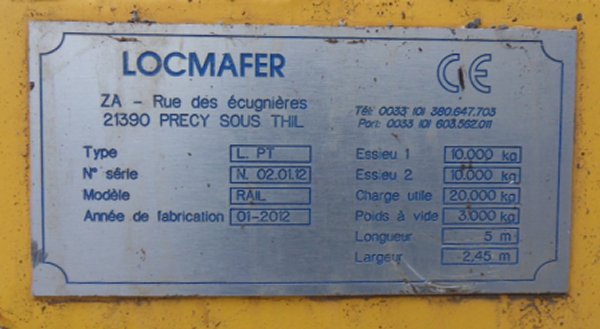 LOCMAFER
CE
ZA - Rue des écugnières
21390 PRECY SOUS THIL
Tél: 0033 (0) 380.647.703
Port: 0033 (0) 603.562.011
Type L. PT
N° série N. 02.01.12
Modèle RAIL
Année de fabrication 01-2012
Essieu 1 10.000 kg
Essieu 2 10.000 kg
Charge utile 20.000 kg
Poids à vide 3.000 kg
Longueur 5 m
Largeur 2,45 m